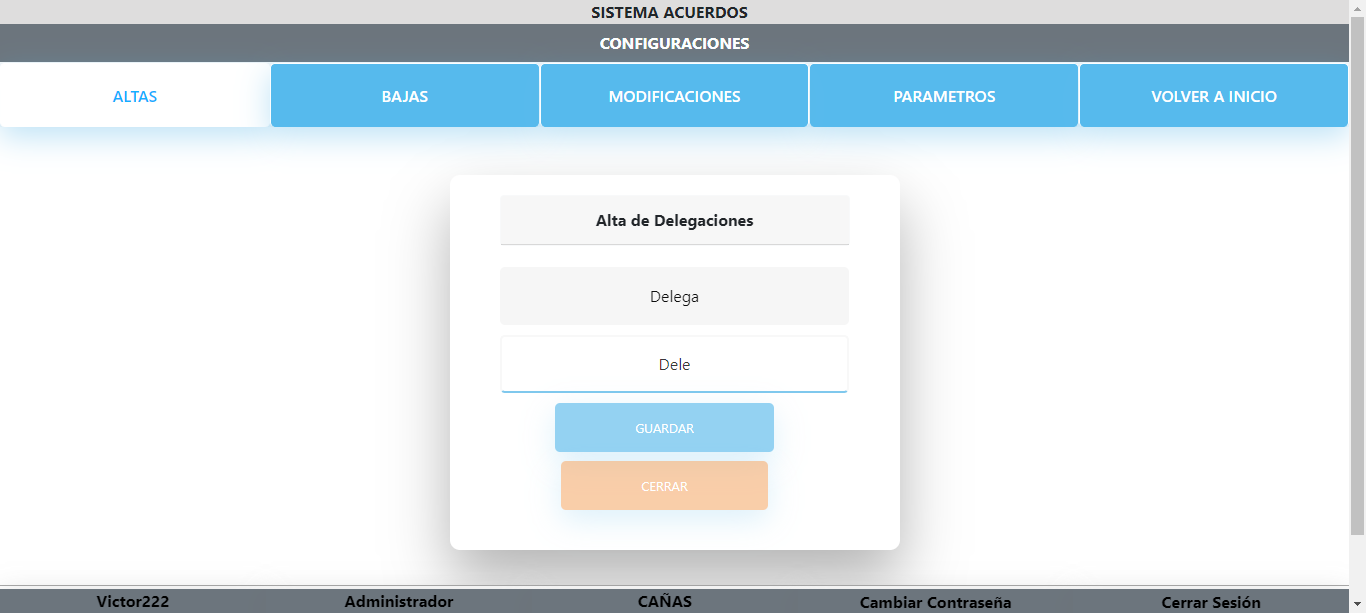 SISTEMA ACUERDOS
CONFIGURACIONES
ALTAS BAJAS MODIFICACIONES PARAMETROS VOLVER A INICIO
Alta de Delegaciones
Delega
Dele
GUARDAR
CERRAR
Victor222 Administrador CAÑAS Cambiar Contraseña Cerrar Sesión